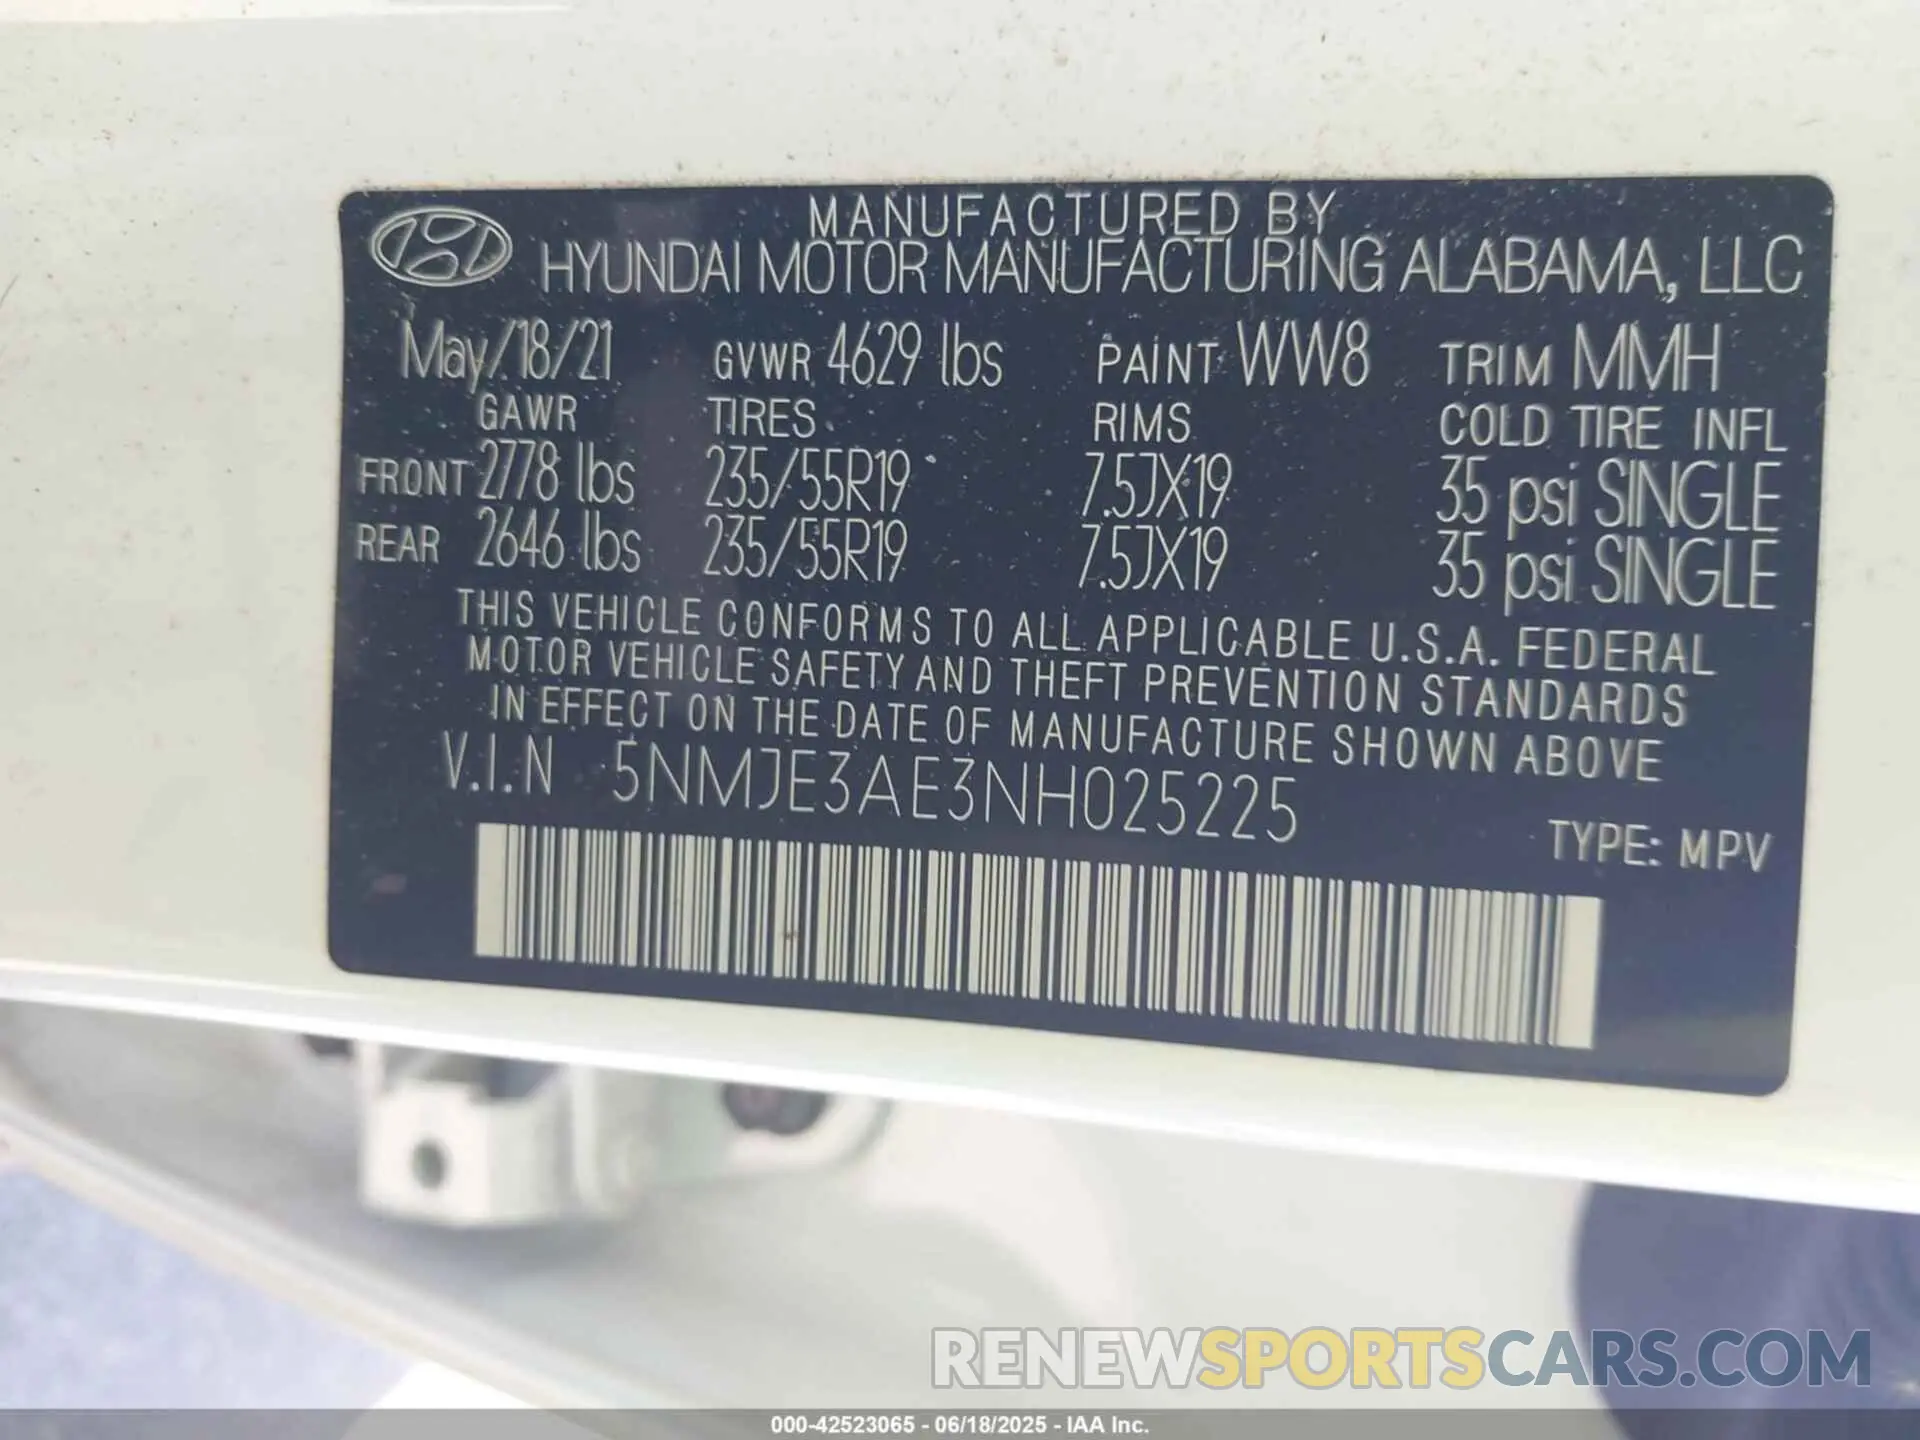 MANUFACTURED BY
HYUNDAI MOTOR MANUFACTURING ALABAMA, LLC
May/18/21 GVWR 4629 lbs PAINT WW8 TRIM MMH
GAWR TIRES RIMS COLD TIRE INFL
FRONT 2778 lbs 235/55R19 7.5JX19 35 psi SINGLE
REAR 2646 lbs 235/55R19 7.5JX19 35 psi SINGLE
THIS VEHICLE CONFORMS TO ALL APPLICABLE U.S.A. FEDERAL
MOTOR VEHICLE SAFETY AND THEFT PREVENTION STANDARDS
IN EFFECT ON THE DATE OF MANUFACTURE SHOWN ABOVE
V.I.N 5NMJE3AE3NH025225
TYPE: MPV
RENEWSPORTSCARS.COM
000-42523065 - 06/18/2025 - IAA Inc.